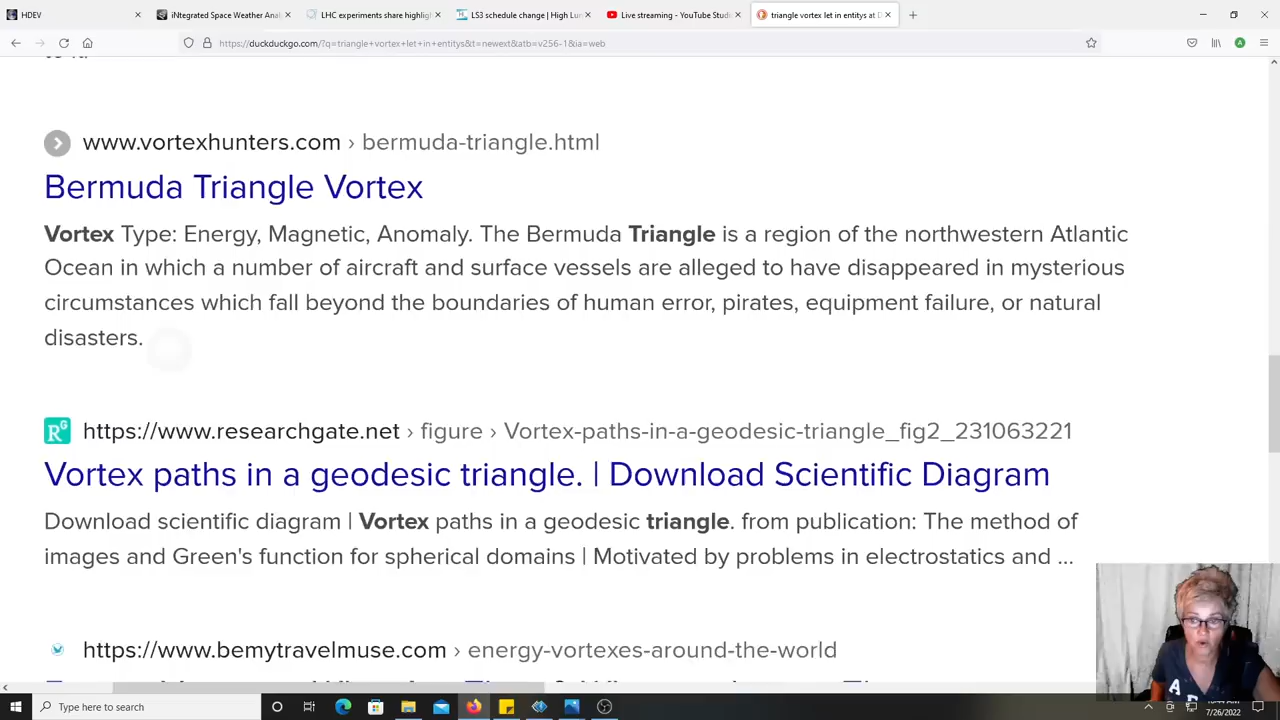 HDEV
iNtegrated Space Weather Anal
LHC experiments share highlig
LS3 schedule change | High Lu
Live streaming - YouTube Studi
triangle vortex let in entitys at D
https://duckduckgo.com/?q=triangle+vortex+let+in+entitys&t=newext&atb=v256-1&ia=web
www.vortexhunters.com › bermuda-triangle.html
Bermuda Triangle Vortex
Vortex Type: Energy, Magnetic, Anomaly. The Bermuda Triangle is a region of the northwestern Atlantic
Ocean in which a number of aircraft and surface vessels are alleged to have disappeared in mysterious
circumstances which fall beyond the boundaries of human error, pirates, equipment failure, or natural
disasters.
https://www.researchgate.net › figure › Vortex-paths-in-a-geodesic-triangle_fig2_231063221
Vortex paths in a geodesic triangle. | Download Scientific Diagram
Download scientific diagram | Vortex paths in a geodesic triangle. from publication: The method of
images and Green's function for spherical domains | Motivated by problems in electrostatics and ...
https://www.bemytravelmuse.com › energy-vortexes-around-the-world
Type here to search
7/26/2022